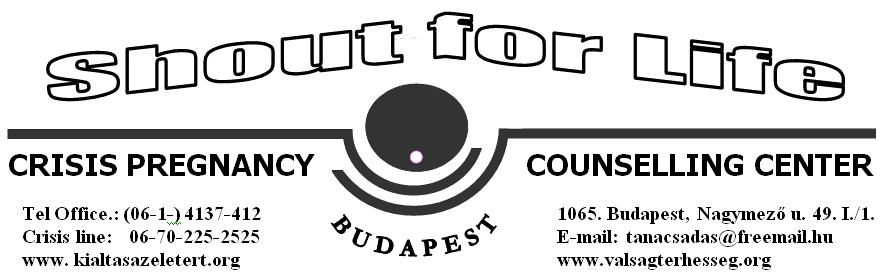 Shout for Life
CRISIS PREGNANCY COUNSELLING CENTER
BUDAPEST
Tel Office.: (06-1-) 4137-412
Crisis line: 06-70-225-2525
www. kialtasazeletert.org
1065. Budapest, Nagymező u. 49. I./1.
E-mail: tanacsadas@freemail.hu
www.valsagterhesseg.org